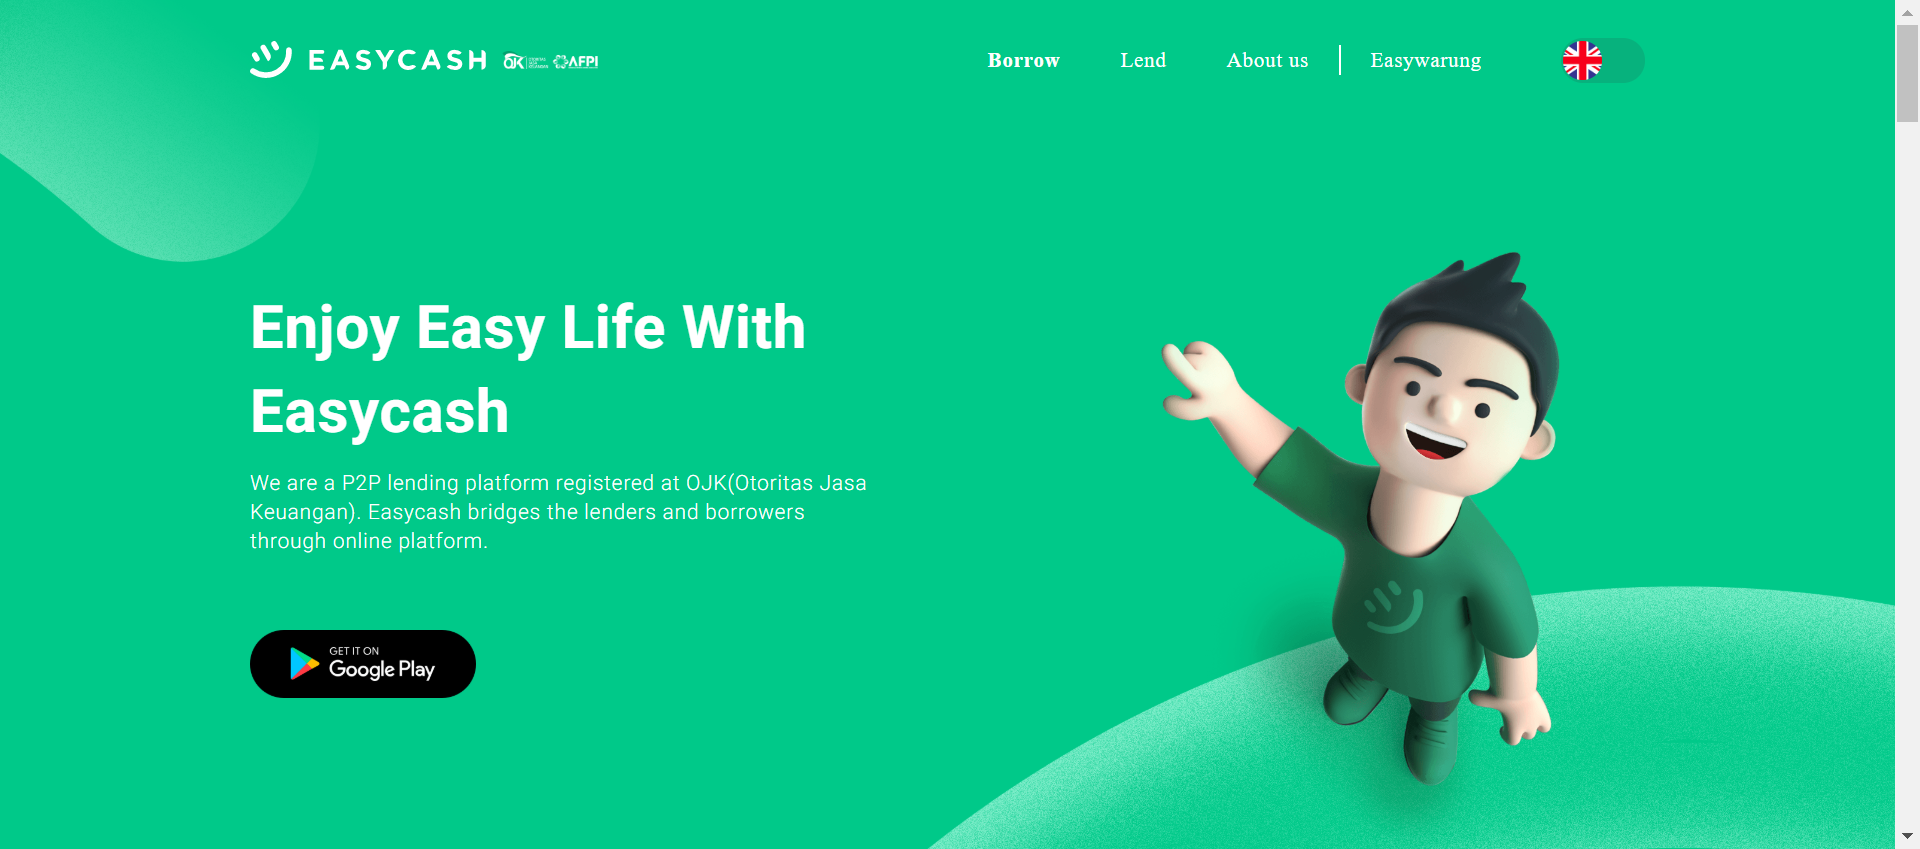 EASYCASH
OJK
AFPI
Borrow
Lend
About us
Easywarung
Enjoy Easy Life With
Easycash
We are a P2P lending platform registered at OJK(Otoritas Jasa
Keuangan). Easycash bridges the lenders and borrowers
through online platform.
GET IT ON
Google Play